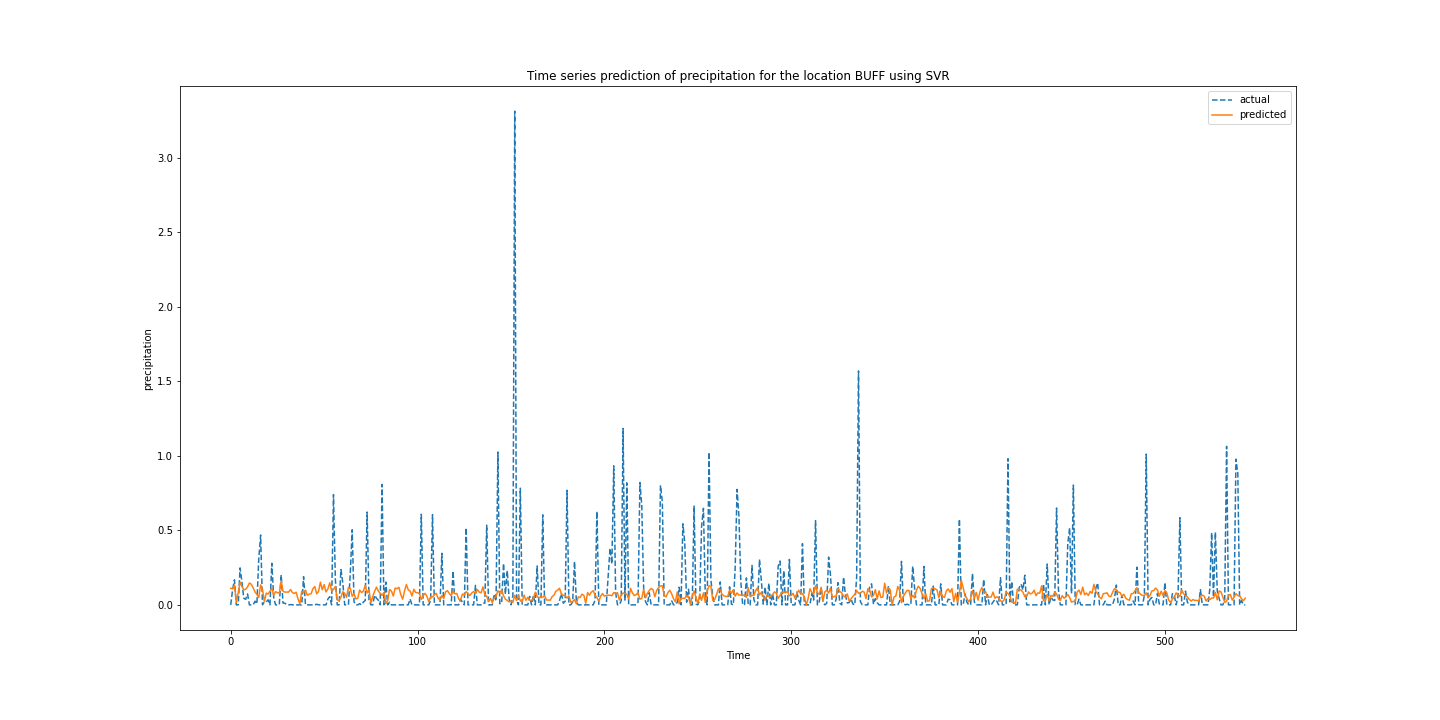 Time series prediction of precipitation for the location BUFF using SVR
actual
predicted
3.0
2.5
2.0
1.5
1.0
0.5
0.0
precipitation
0 100 200 300 400 500
Time